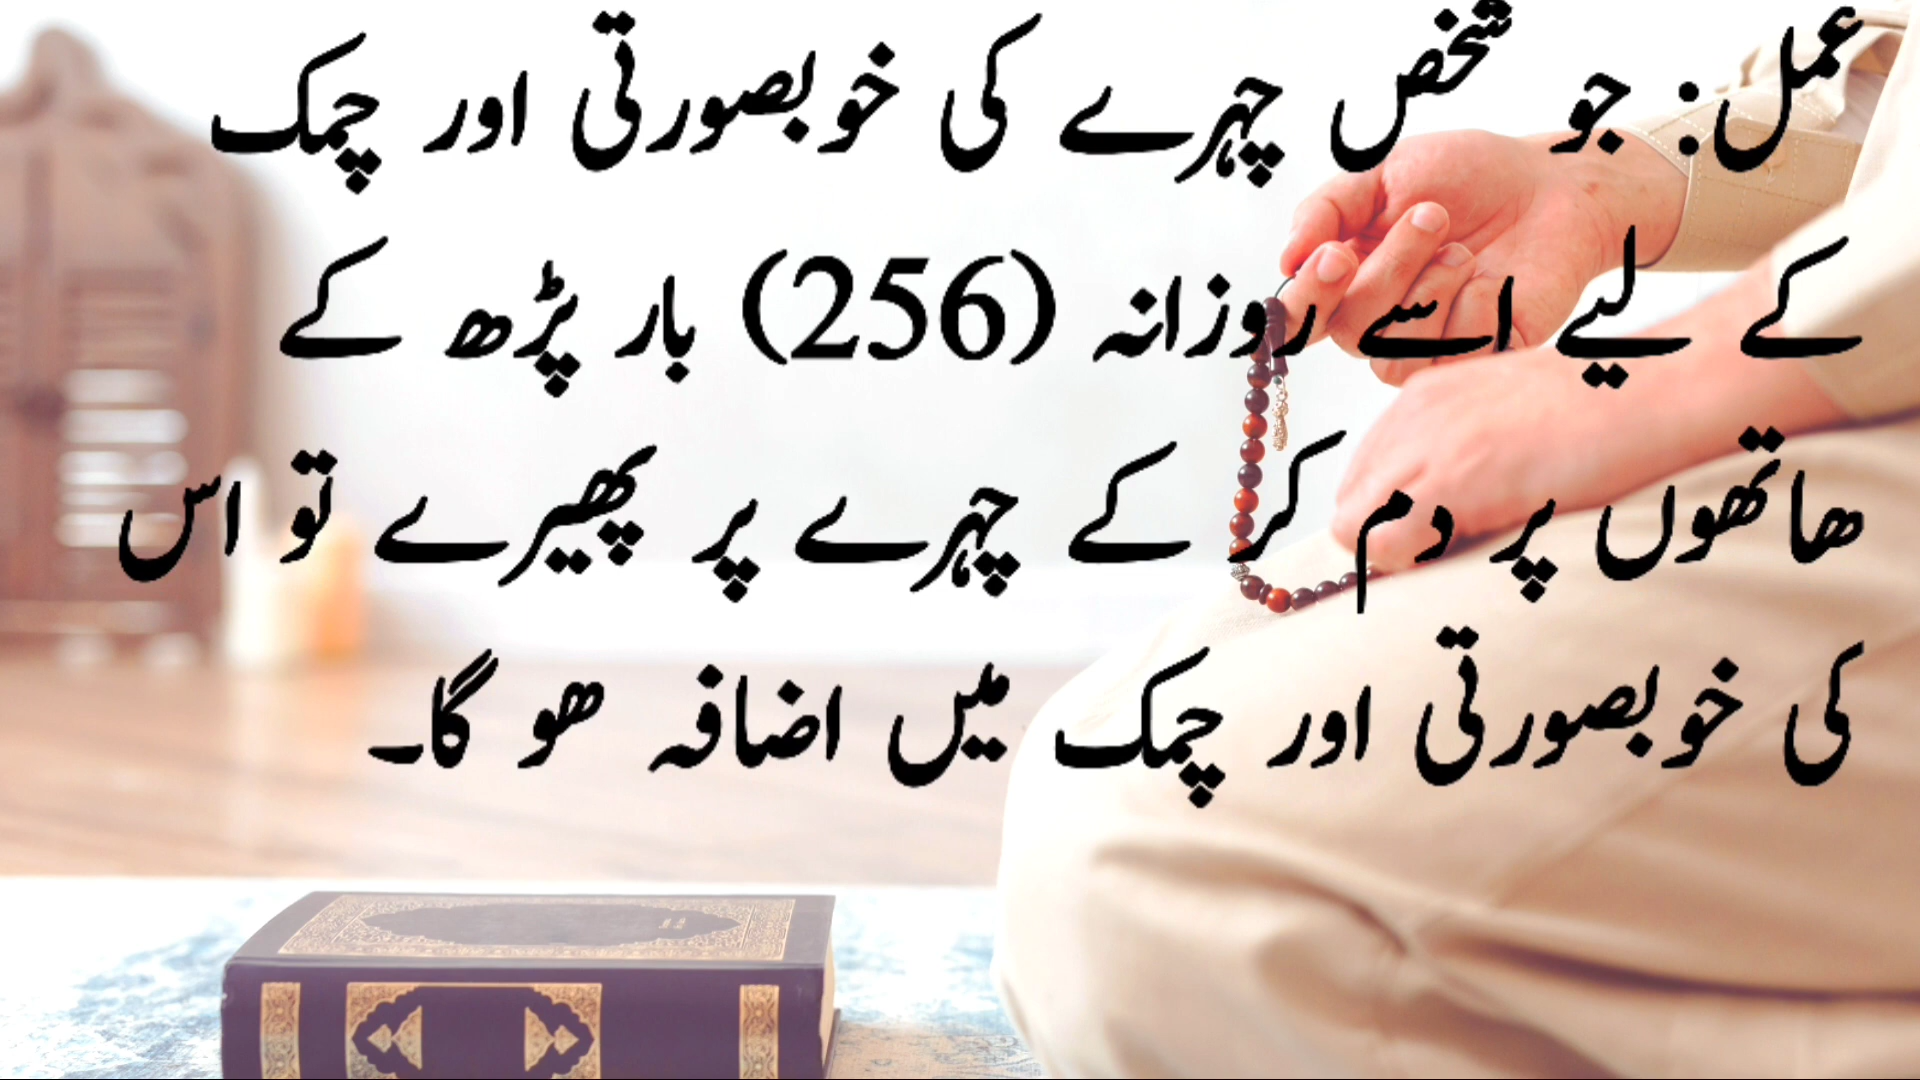 عمل: جو شخص چہرے کی خوبصورتی اور چمک
کے لیے اسے روزانہ (256) بار پڑھ کے
ھاتھوں پر دم کر کے چہرے پر پھیرے تو اس
کی خوبصورتی اور چمک میں اضافہ ھو گا۔